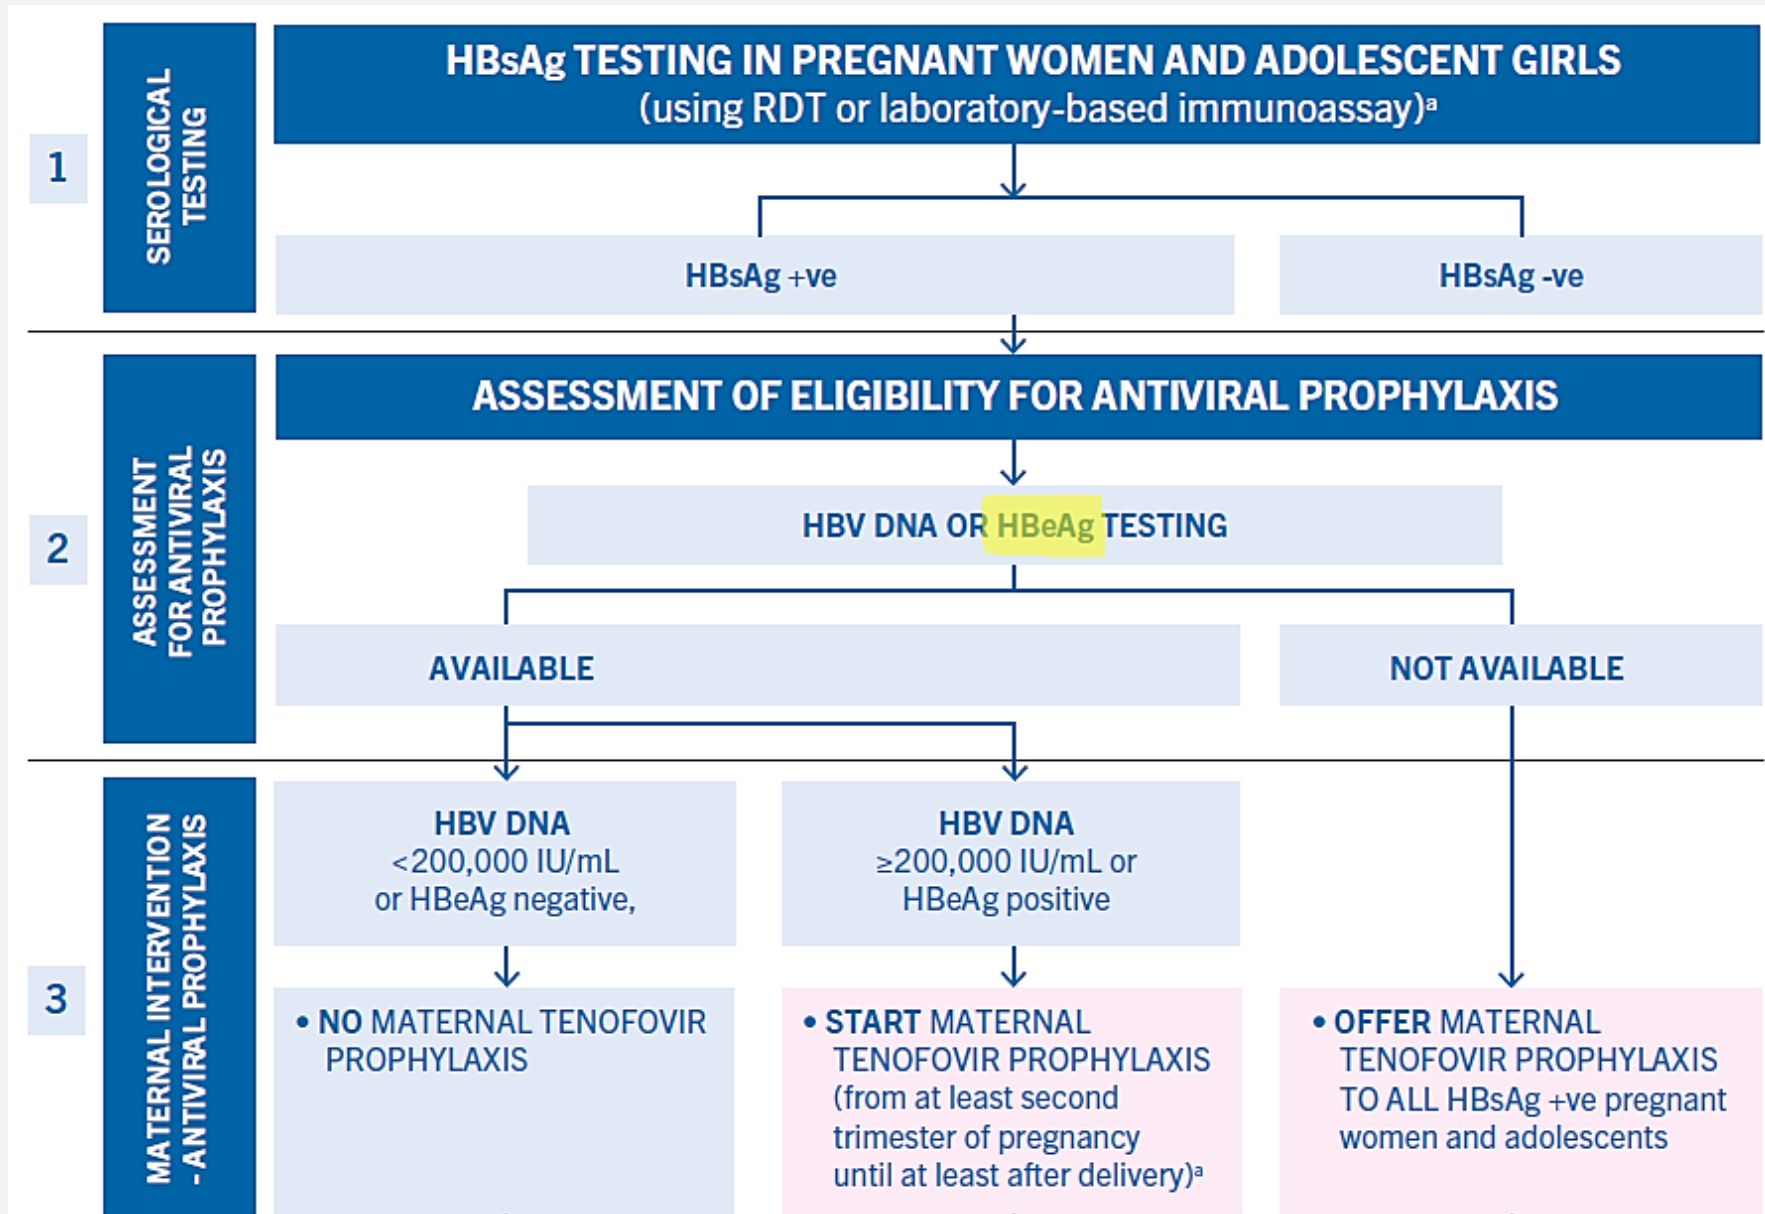 HBsAg TESTING IN PREGNANT WOMEN AND ADOLESCENT GIRLS
(using RDT or laboratory-based immunoassay)ᵃ
1
SEROLOGICAL
TESTING
HBsAg +ve
HBsAg -ve
ASSESSMENT OF ELIGIBILITY FOR ANTIVIRAL PROPHYLAXIS
2
ASSESSMENT
FOR ANTIVIRAL
PROPHYLAXIS
HBV DNA OR HBeAg TESTING
AVAILABLE
NOT AVAILABLE
3
MATERNAL INTERVENTION
- ANTIVIRAL PROPHYLAXIS
HBV DNA
<200,000 IU/mL
or HBeAg negative,
HBV DNA
≥200,000 IU/mL or
HBeAg positive
• NO MATERNAL TENOFOVIR
PROPHYLAXIS
• START MATERNAL
TENOFOVIR PROPHYLAXIS
(from at least second
trimester of pregnancy
until at least after delivery)ᵃ
• OFFER MATERNAL
TENOFOVIR PROPHYLAXIS
TO ALL HBsAg +ve pregnant
women and adolescents